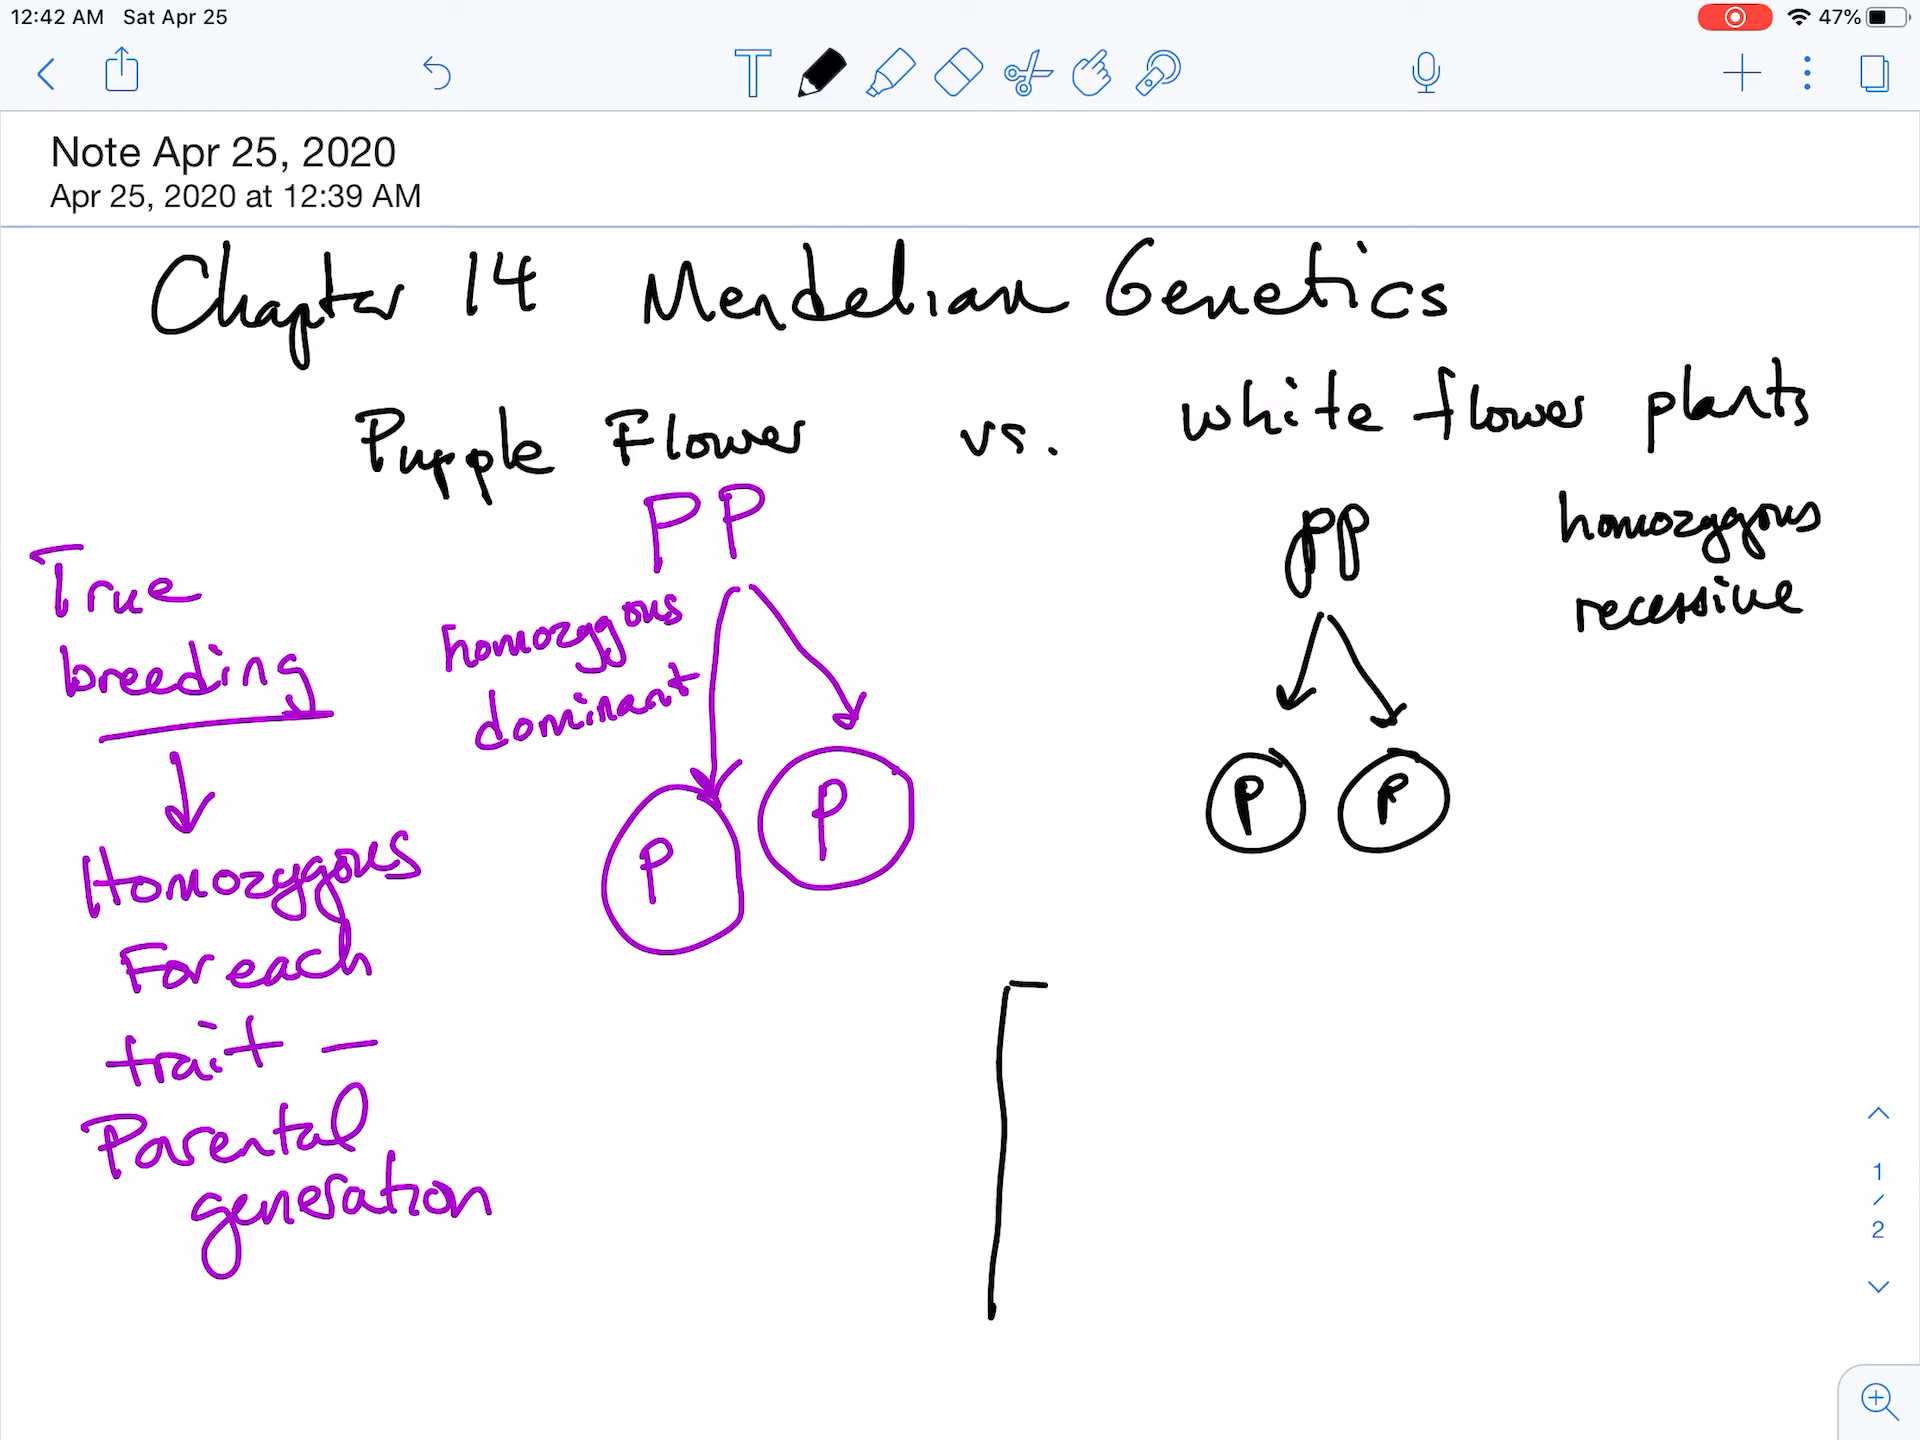 12:42 AM Sat Apr 25
47%
T
Note Apr 25, 2020
Apr 25, 2020 at 12:39 AM
Chapter 14 Mendelian Genetics
Purple Flower vs. white flower plants
PP
pp
homozygous
recessive
True
breeding
homozygous
dominant
P
P
p
p
Homozygous
For each
trait —
Parental
generation
1
/
2